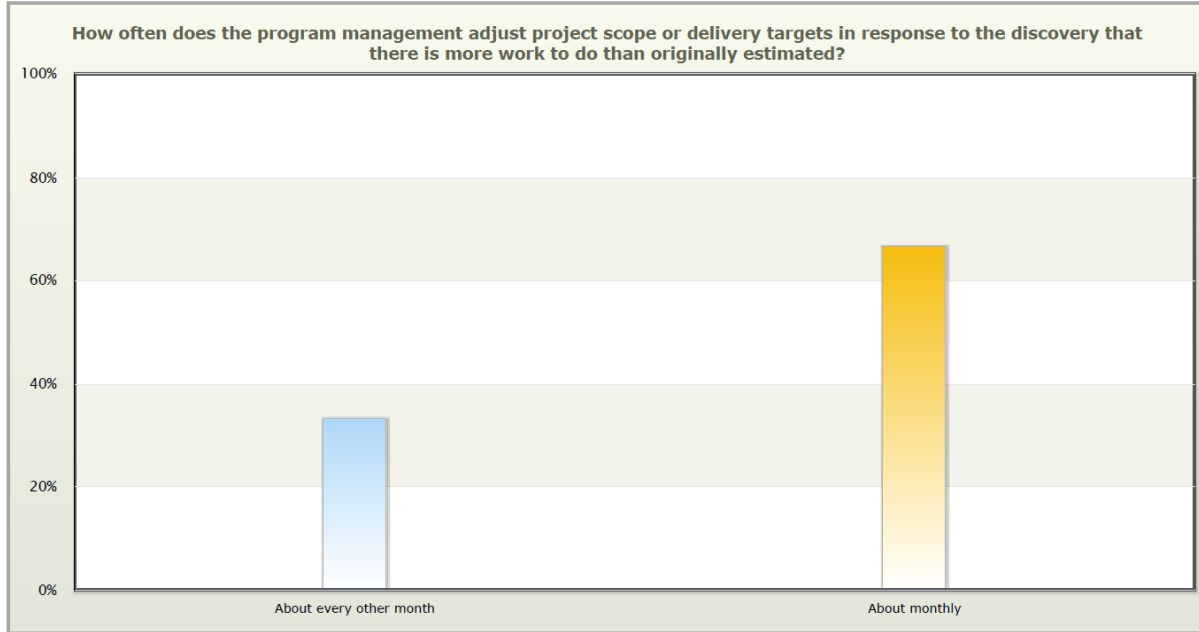 How often does the program management adjust project scope or delivery targets in response to the discovery that
there is more work to do than originally estimated?
100%
80%
60%
40%
20%
0%
About every other month
About monthly